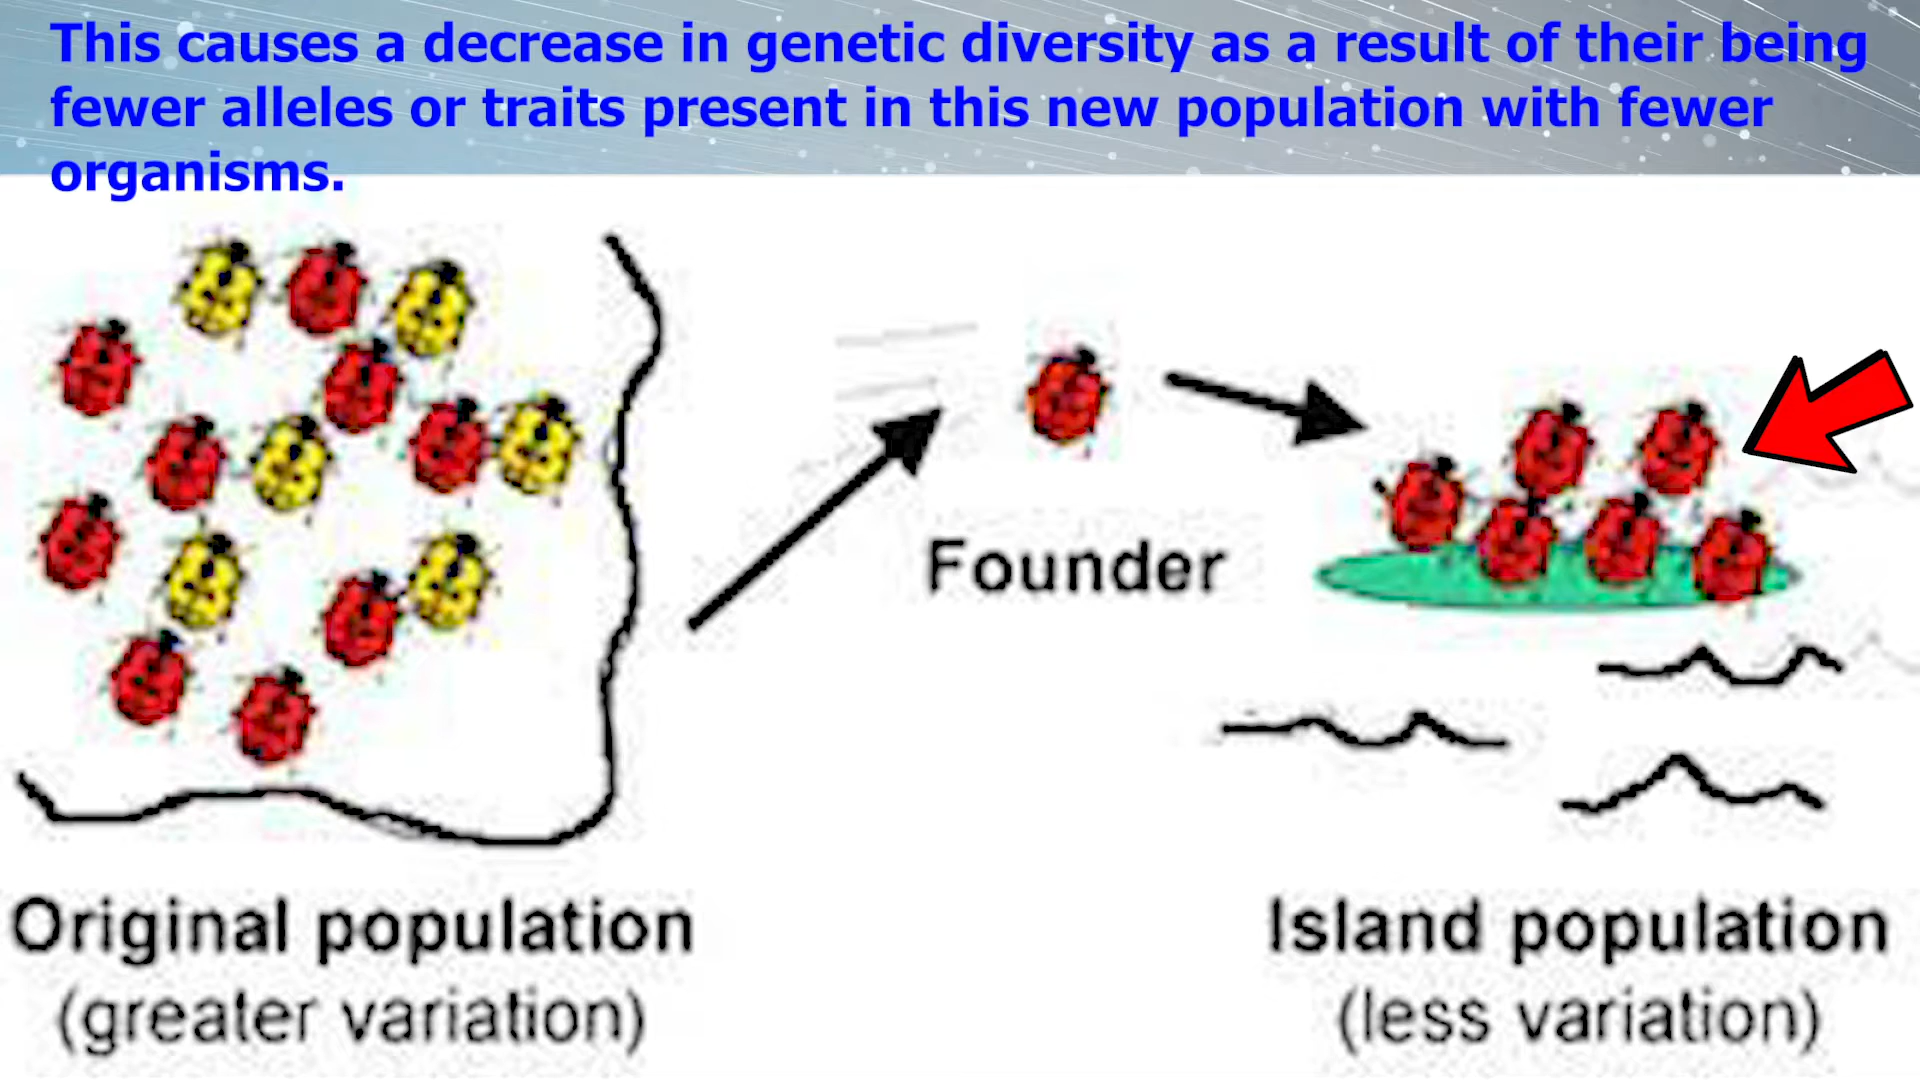 This causes a decrease in genetic diversity as a result of their being
fewer alleles or traits present in this new population with fewer
organisms.
Founder
Original population
(greater variation)
Island population
(less variation)